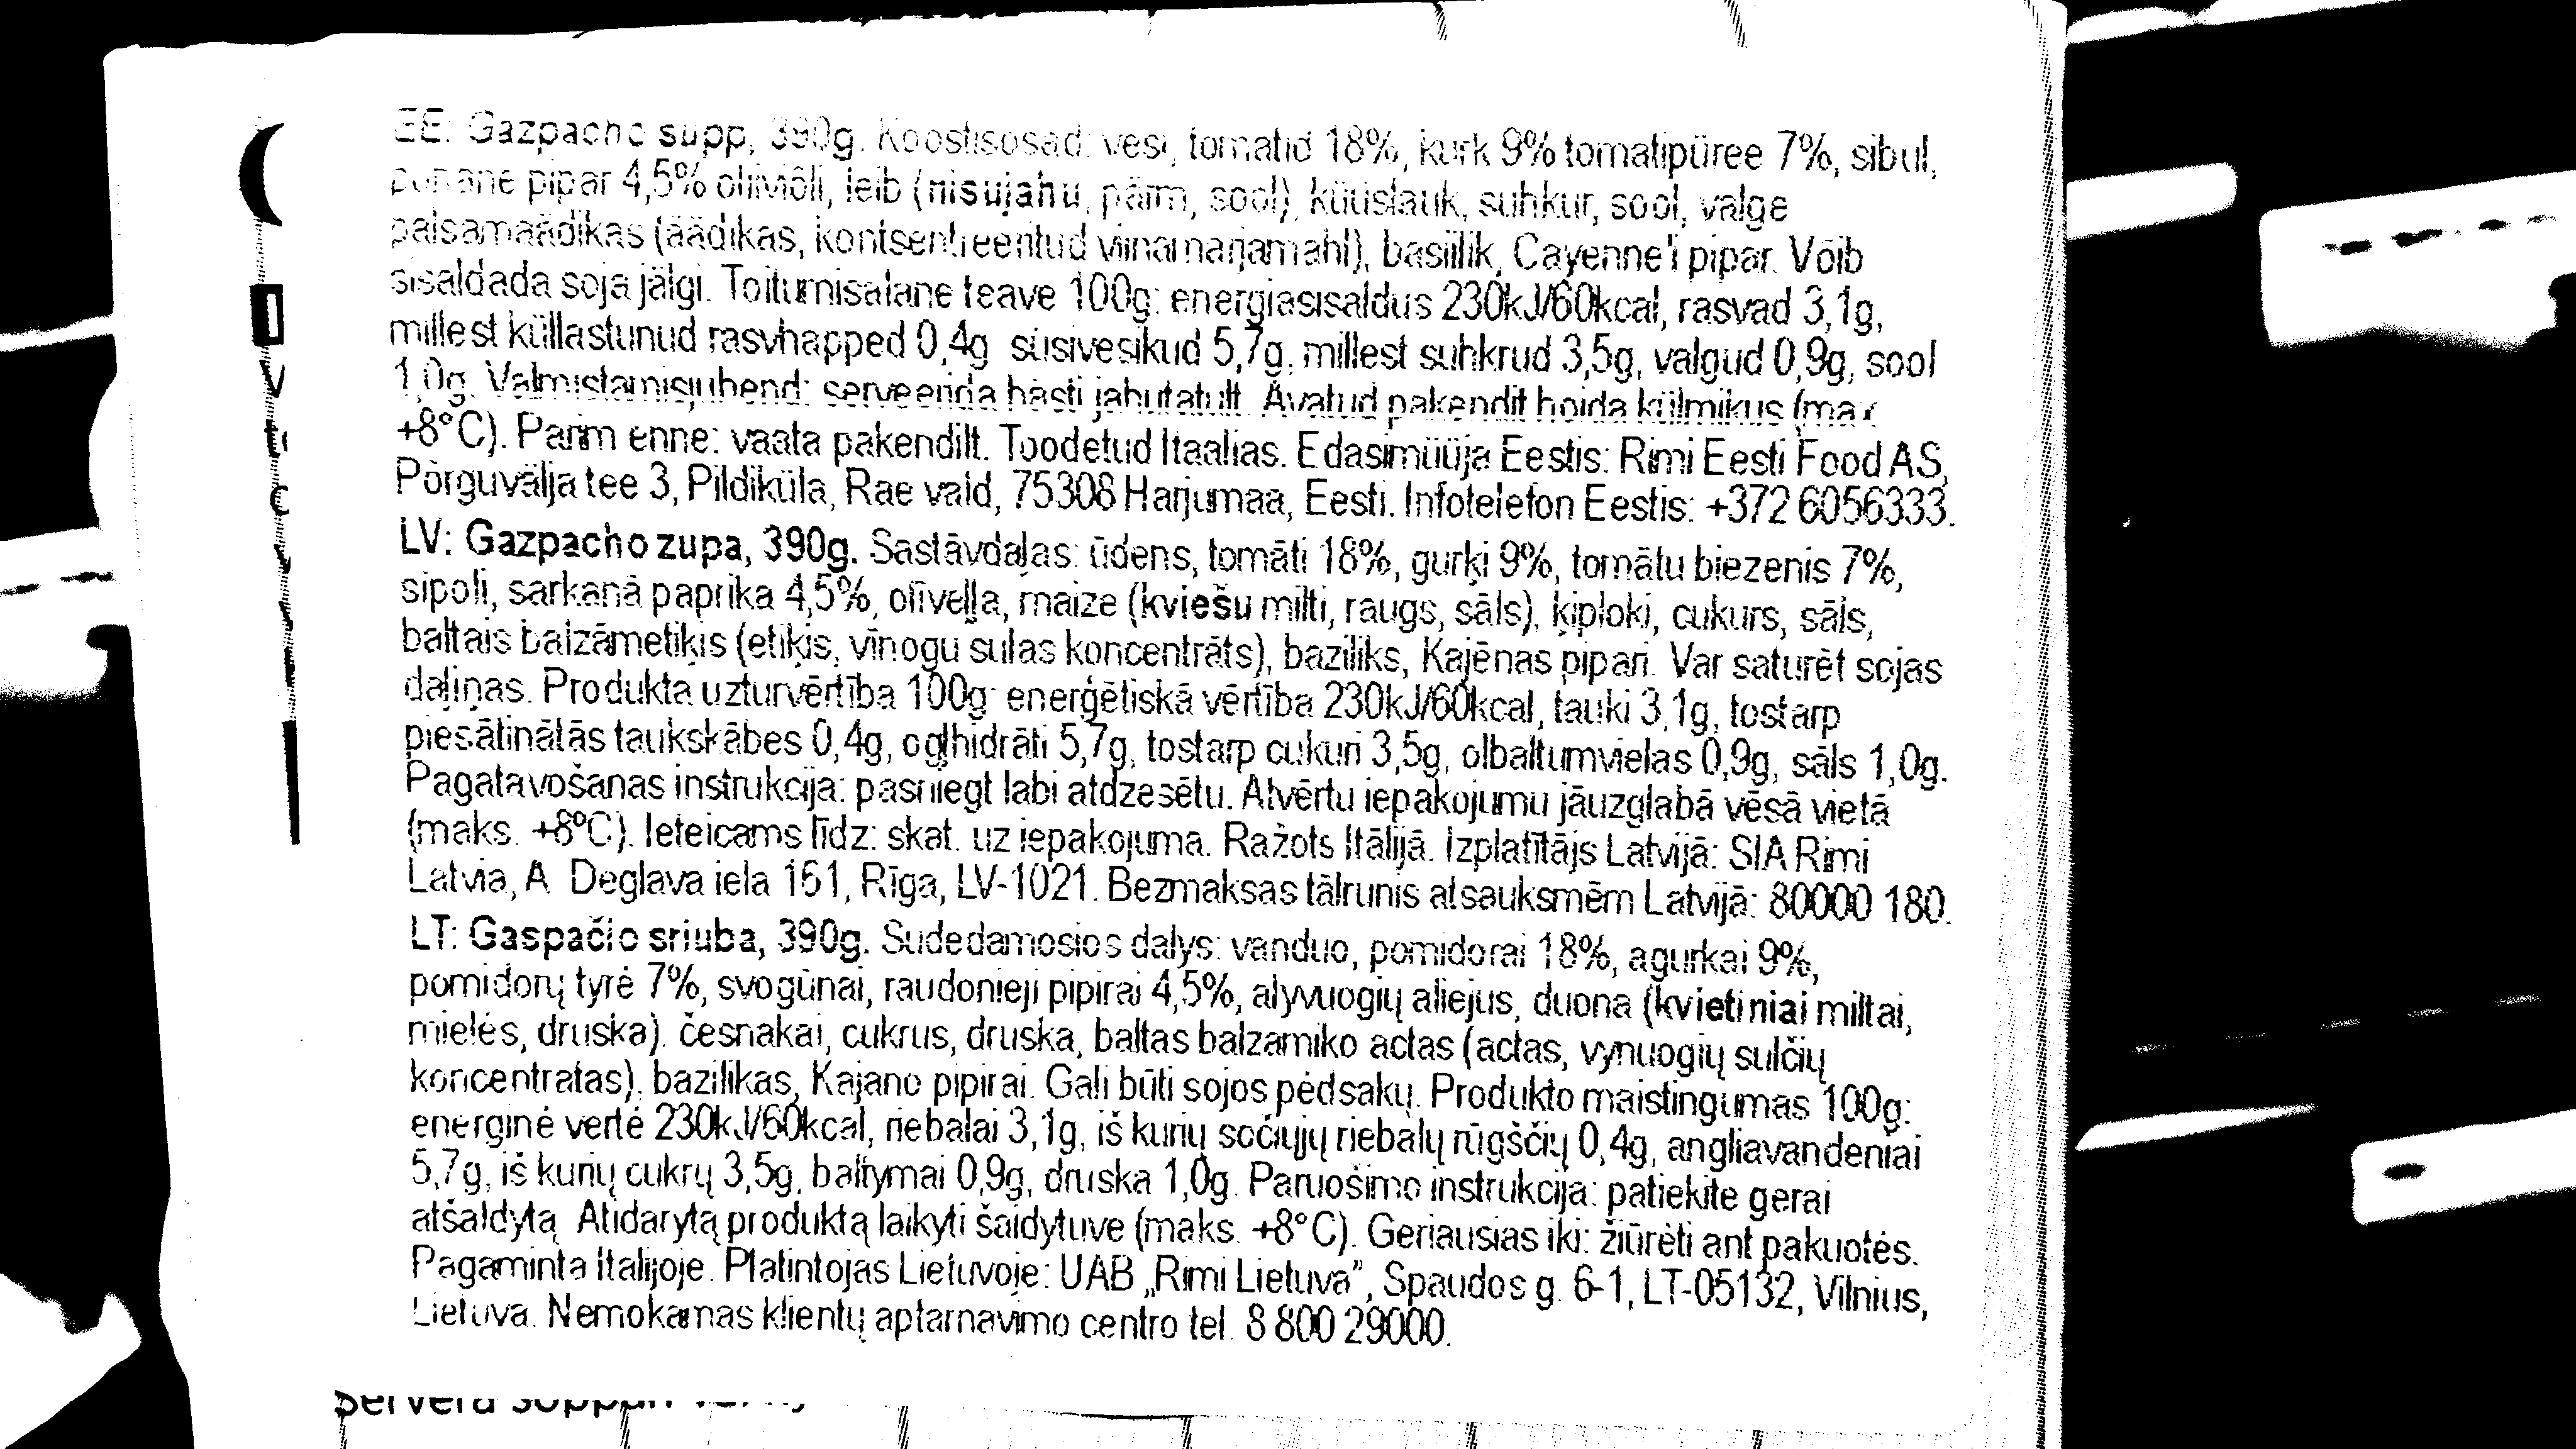 EE: Gazpacho supp, 390g. Koostisosad: vesi, tomatid 18%, kurk 9% tomatipüree 7%, sibul,
punane pipar 4,5% oliiviõli, leib (nisujahu, pärm, sool), küüslauk, suhkur, sool, valge
palsamäädikas (äädikas, kontsentreeritud viinamarjamahl), basiilik, Cayenne'i pipar. Võib
sisaldada soja jälgi. Toitumisalane teave 100g: energiasisaldus 230kJ/60kcal, rasvad 3,1g,
millest küllastunud rasvhapped 0,4g, süsivesikud 5,7g, millest suhkrud 3,5g, valgud 0,9g, sool
1,0g. Valmistamisjuhend: serveerida hästi jahutatult. Avatud pakendit hoida külmikus (max
+8°C). Parim enne: vaata pakendilt. Toodetud Itaalias. Edasimüüja Eestis: Rimi Eesti Food AS,
Põrguvälja tee 3, Pildiküla, Rae vald, 75308 Harjumaa, Eesti. Infotelefon Eestis: +372 6056333.
LV: Gazpacho zupa, 390g. Sastāvdaļas: ūdens, tomāti 18%, gurķi 9%, tomātu biezenis 7%,
sīpoli, sarkanā paprika 4,5%, olīveļļa, maize (kviešu milti, raugs, sāls), ķiploki, cukurs, sāls,
baltais balzāmetiķis (etiķis, vīnogu sulas koncentrāts), baziliks, Kajēnas pipari. Var saturēt sojas
daļiņas. Produkta uzturvērtība 100g: enerģētiskā vērtība 230kJ/60kcal, tauki 3,1g, tostarp
piesātinātās taukskābes 0,4g, ogļhidrāti 5,7g, tostarp cukuri 3,5g, olbaltumvielas 0,9g, sāls 1,0g.
Pagatavošanas instrukcija: pasniegt labi atdzesētu. Atvērtu iepakojumu jāuzglabā vēsā vietā
(maks. +8°C). Ieteicams līdz: skat. uz iepakojuma. Ražots Itālijā. Izplatītājs Latvijā: SIA Rimi
Latvia, A. Deglava iela 161, Rīga, LV-1021. Bezmaksas tālrunis atsauksmēm Latvijā: 80000 180.
LT: Gaspačio sriuba, 390g. Sudedamosios dalys: vanduo, pomidorai 18%, agurkai 9%,
pomidorų tyrė 7%, svogūnai, raudonieji pipirai 4,5%, alyvuogių aliejus, duona (kvietiniai miltai,
mielės, druska), česnakai, cukrus, druska, baltas balzamiko actas (actas, vynuogių sulčių
koncentratas), bazilikas, Kajano pipirai. Gali būti sojos pėdsakų. Produkto maistingumas 100g:
energinė vertė 230kJ/60kcal, riebalai 3,1g, iš kurių sočiųjų riebalų rūgščių 0,4g, angliavandeniai
5,7g, iš kurių cukrų 3,5g, baltymai 0,9g, druska 1,0g. Paruošimo instrukcija: patiekite gerai
atšaldytą. Atidarytą produktą laikyti šaldytuve (maks. +8°C). Geriausias iki: žiūrėti ant pakuotės.
Pagaminta Italijoje. Platintojas Lietuvoje: UAB „Rimi Lietuva”, Spaudos g. 6-1, LT-05132, Vilnius,
Lietuva. Nemokamas klientų aptarnavimo centro tel. 8 800 29000.
Servera soppan